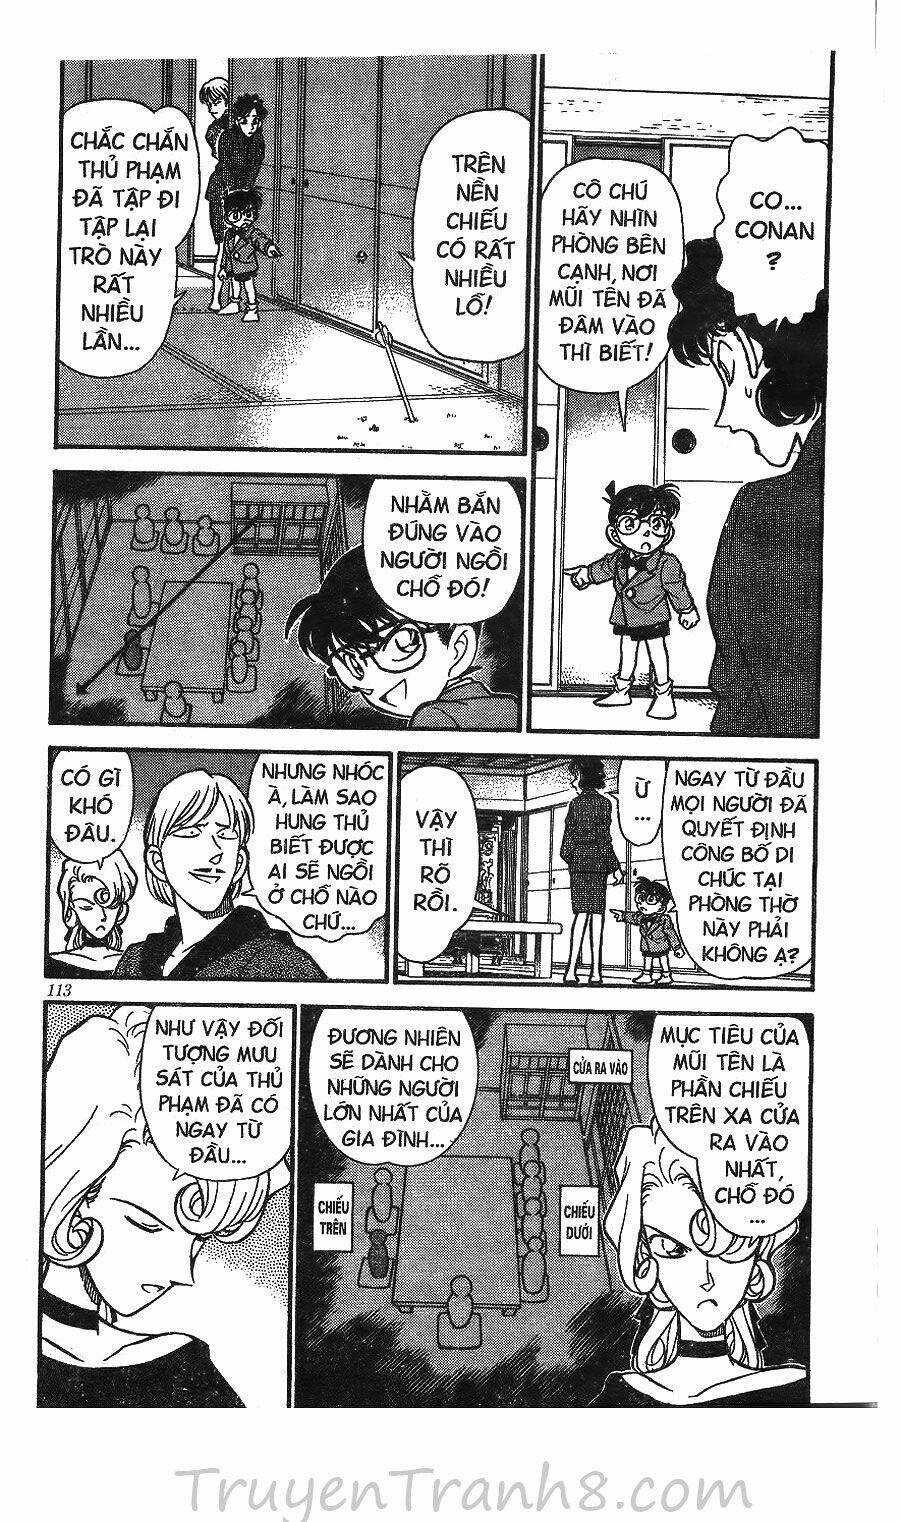 CO...
CONAN
?
CÔ CHÚ
HÃY NHÌN
PHÒNG BÊN
CẠNH, NƠI
MŨI TÊN ĐÃ
ĐÂM VÀO
THÌ BIẾT!
TRÊN
NỀN
CHIẾU
CÓ RẤT
NHIỀU
LỖ!
CHẮC CHẮN
THỦ PHẠM
ĐÃ TẬP ĐI
TẬP LẠI
TRÒ NÀY
RẤT
NHIỀU
LẦN...
NHẰM BẮN
ĐÚNG VÀO
NGƯỜI NGỒI
CHỖ ĐÓ!
NGAY TỪ ĐẦU
MỌI NGƯỜI ĐÃ
QUYẾT ĐỊNH
CÔNG BỐ DI
CHÚC TẠI
PHÒNG THỜ
NÀY PHẢI
KHÔNG Ạ?
Ừ
...
VẬY
THÌ
RÕ
RỒI.
NHƯNG NHÓC
À, LÀM SAO
HUNG THỦ
BIẾT ĐƯỢC
AI SẼ NGỒI
Ở CHỖ NÀO
CHỨ...
CÓ GÌ
KHÓ
ĐÂU.
113
MỤC TIÊU CỦA
MŨI TÊN LÀ
PHẦN CHIẾU
TRÊN XA CỬA
RA VÀO
NHẤT,
CHỖ ĐÓ
...
CỬA RA VÀO
CHIẾU
DƯỚI
CHIẾU
TRÊN
ĐƯƠNG NHIÊN
SẼ DÀNH CHO
NHỮNG NGƯỜI
LỚN NHẤT CỦA
GIA ĐÌNH...
NHƯ VẬY ĐỐI
TƯỢNG MƯU
SÁT CỦA THỦ
PHẠM ĐÃ CÓ
NGAY TỪ
ĐẦU...
TruyenTranh8.com